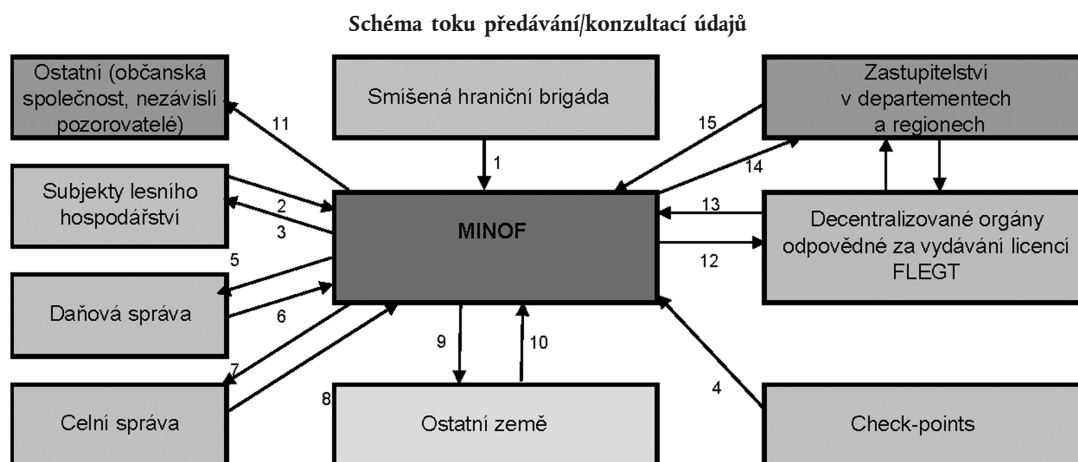 Schéma toku předávání/konzultací údajů
Ostatní (občanská
společnost, nezávislí
pozorovatelé)
Smíšená hraniční brigáda
Zastupitelství
v departementech
a regionech
11
1
15
14
Subjekty lesního
hospodářství
2
3
MINOF
13
12
Decentralizované orgány
odpovědné za vydávání licencí
FLEGT
5
Daňová správa
6
7
8
9
10
4
Celní správa
Ostatní země
Check-points